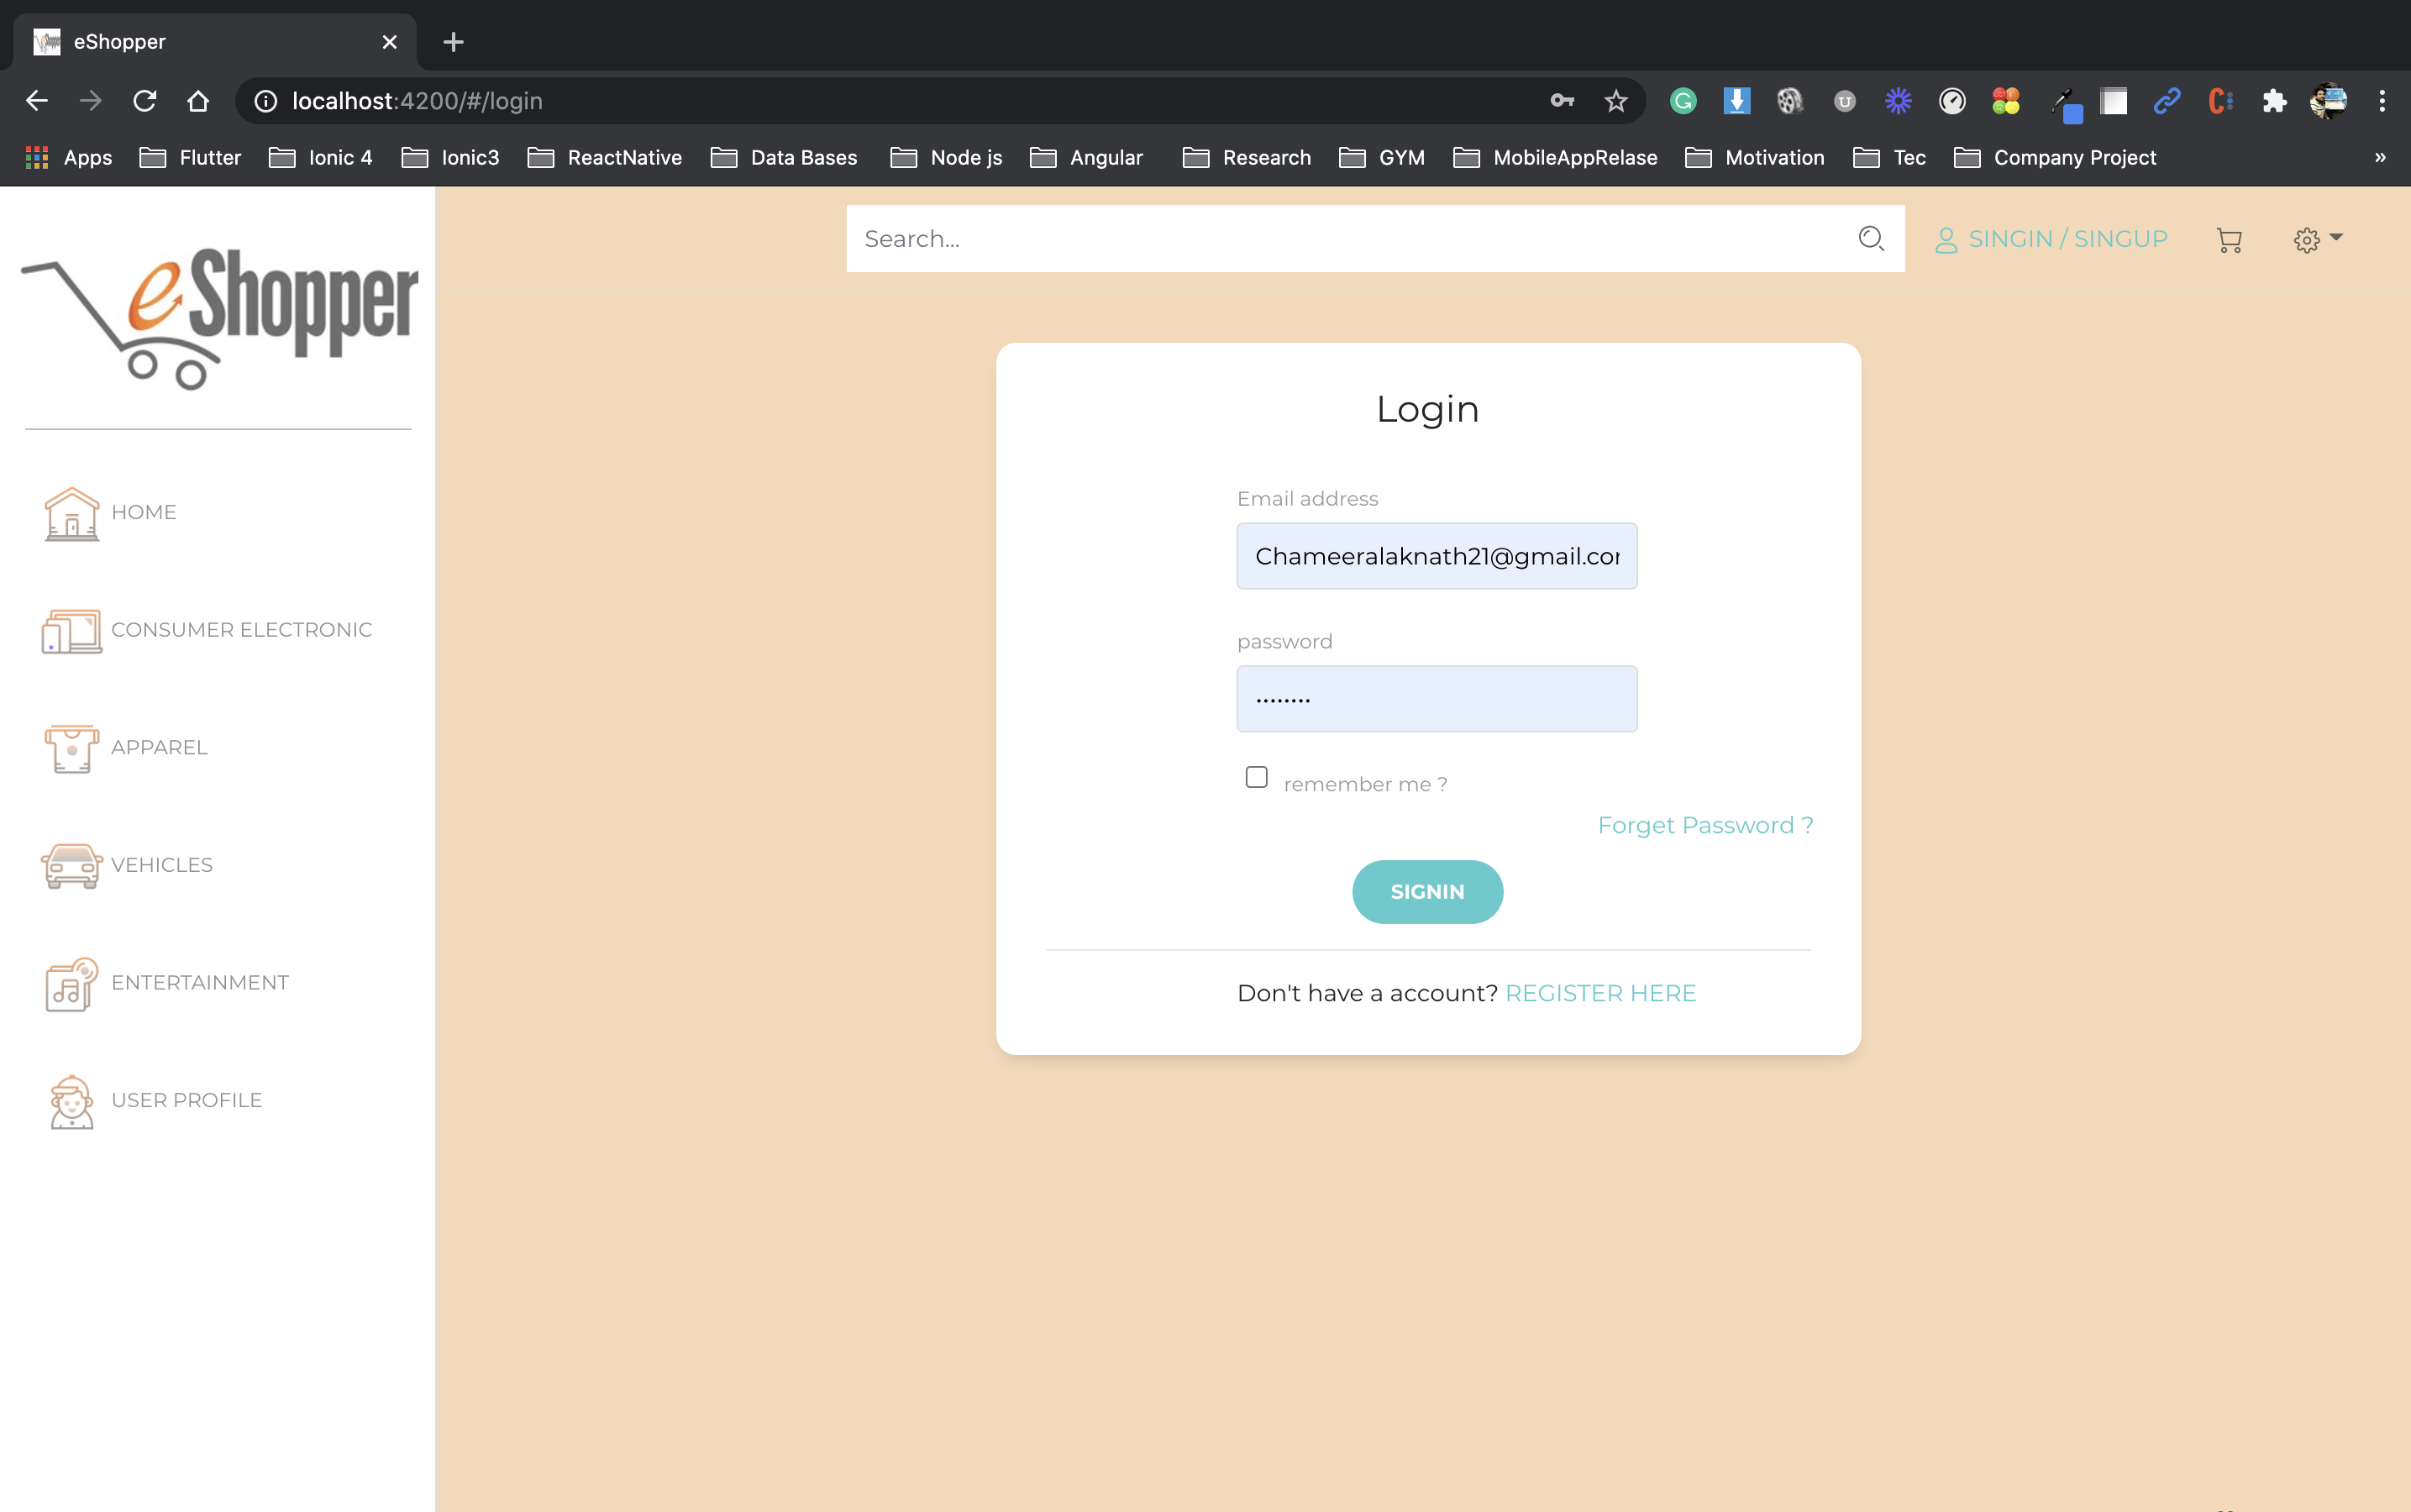 eShopper
localhost:4200/#/login
Apps Flutter Ionic 4 Ionic3 ReactNative Data Bases Node js Angular Research GYM MobileAppRelase Motivation Tec Company Project »
eShopper
Search...
SINGIN / SINGUP
HOME
CONSUMER ELECTRONIC
APPAREL
VEHICLES
ENTERTAINMENT
USER PROFILE
Login
Email address
Chameeralaknath21@gmail.co
password
........
remember me ?
Forget Password ?
SIGNIN
Don't have a account? REGISTER HERE